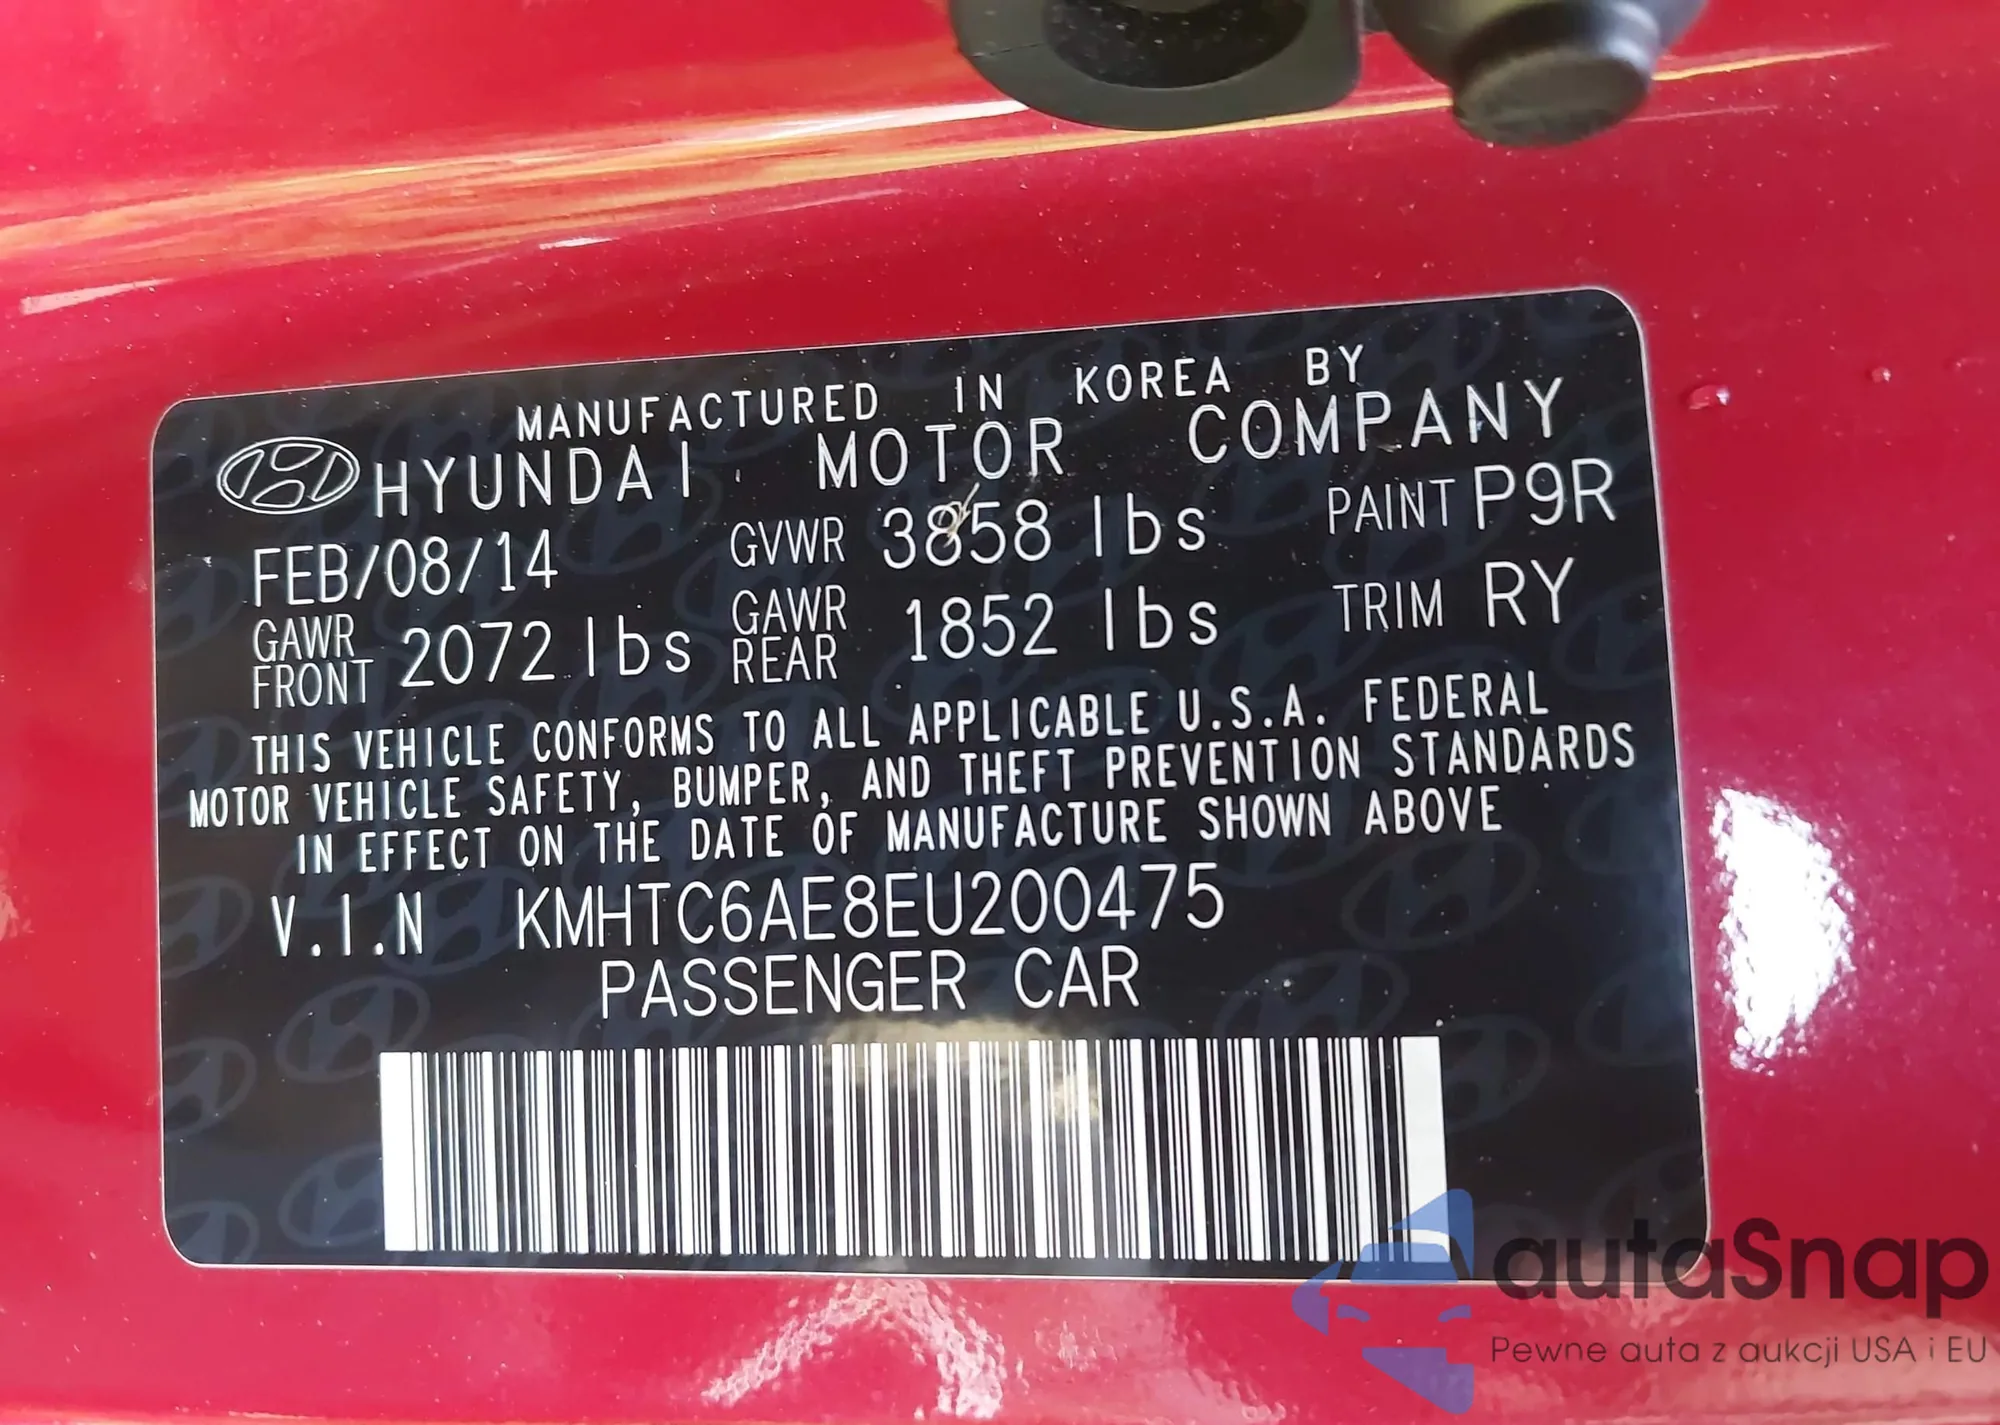 MANUFACTURED IN KOREA BY
HYUNDAI MOTOR COMPANY
FEB/08/14 GVWR 3858 lbs PAINT P9R
GAWR FRONT 2072 lbs GAWR REAR 1852 lbs TRIM RY
THIS VEHICLE CONFORMS TO ALL APPLICABLE U.S.A. FEDERAL
MOTOR VEHICLE SAFETY, BUMPER, AND THEFT PREVENTION STANDARDS
IN EFFECT ON THE DATE OF MANUFACTURE SHOWN ABOVE
V.I.N KMHTC6AE8EU200475
PASSENGER CAR
autaSnap
Pewne auta z aukcji USA i EU